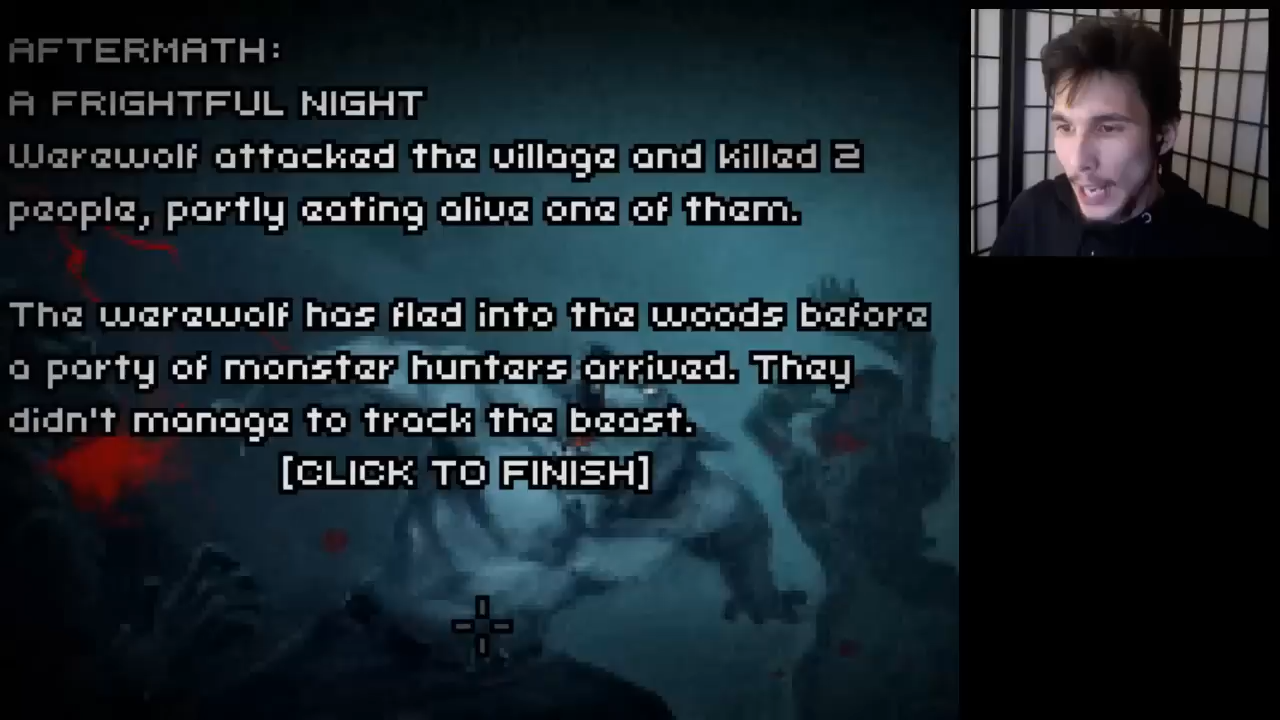 AFTERMATH:
A FRIGHTFUL NIGHT
Werewolf attacked the village and killed 2
people, partly eating alive one of them.
The werewolf has fled into the woods before
a party of monster hunters arrived. They
didn't manage to track the beast.
[CLICK TO FINISH]